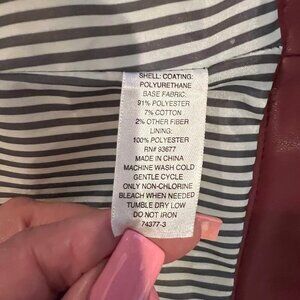 SHELL: COATING:
POLYURETHANE
BASE FABRIC:
91% POLYESTER
7% COTTON
2% OTHER FIBER
LINING:
100% POLYESTER
RN# 93677
MADE IN CHINA
MACHINE WASH COLD
GENTLE CYCLE
ONLY NON-CHLORINE
BLEACH WHEN NEEDED
TUMBLE DRY LOW
DO NOT IRON
74377-3